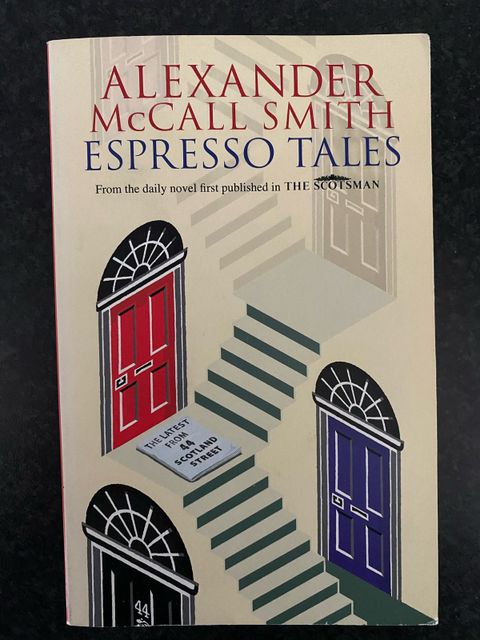 ALEXANDER
McCALL SMITH
ESPRESSO TALES
From the daily novel first published in THE SCOTSMAN
THE LATEST
FROM
44
SCOTLAND
STREET
44